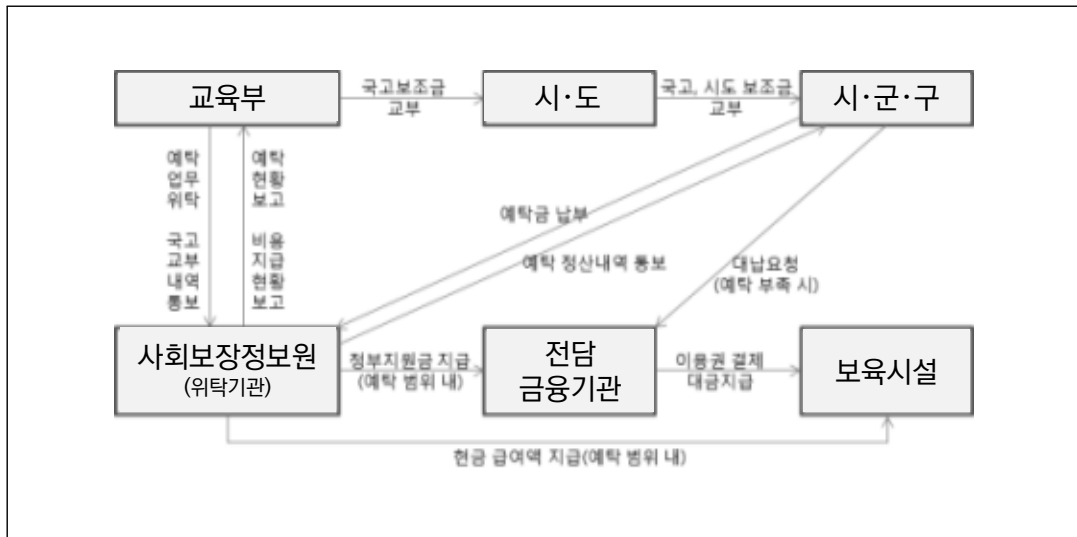 교육부
국고보조금
교부
시·도
국고, 시도 보조금
교부
시·군·구
예탁
업무
위탁
예탁
현황
보고
국고
교부
내역
통보
비용
지급
현황
보고
예탁금 납부
예탁 정산내역 통보
대납요청
(예탁 부족 시)
사회보장정보원
(위탁기관)
정부지원금 지급
(예탁 범위 내)
전담
금융기관
이용권 결제
대금지급
보육시설
현금 급여액 지급(예탁 범위 내)